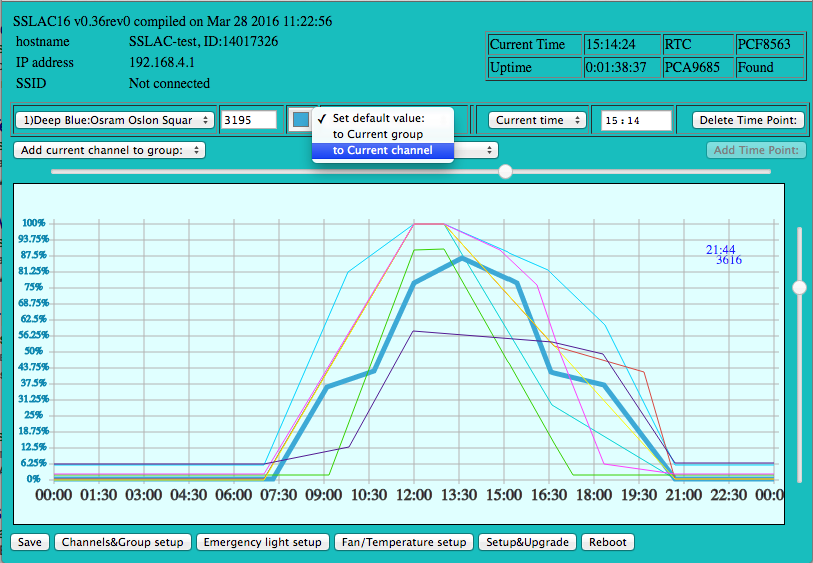 SSLAC16 v0.36rev0 compiled on Mar 28 2016 11:22:56
hostname SSLAC-test, ID:14017326
IP address 192.168.4.1
SSID Not connected
Current Time 15:14:24 RTC PCF8563
Uptime 0:01:38:37 PCA9685 Found
1)Deep Blue:Osram Oslon Squar 3195 ✓ Set default value: Current time 15:14 Delete Time Point:
to Current group
Add current channel to group: to Current channel Add Time Point:
100%
93.75%
87.5%
81.25%
75%
68.75%
62.5%
56.25%
50%
43.75%
37.5%
31.25%
25%
18.75%
12.5%
6.25%
0%
21:44
3616
00:00 01:30 03:00 04:30 06:00 07:30 09:00 10:30 12:00 13:30 15:00 16:30 18:00 19:30 21:00 22:30 00:0
Save Channels&Group setup Emergency light setup Fan/Temperature setup Setup&Upgrade Reboot